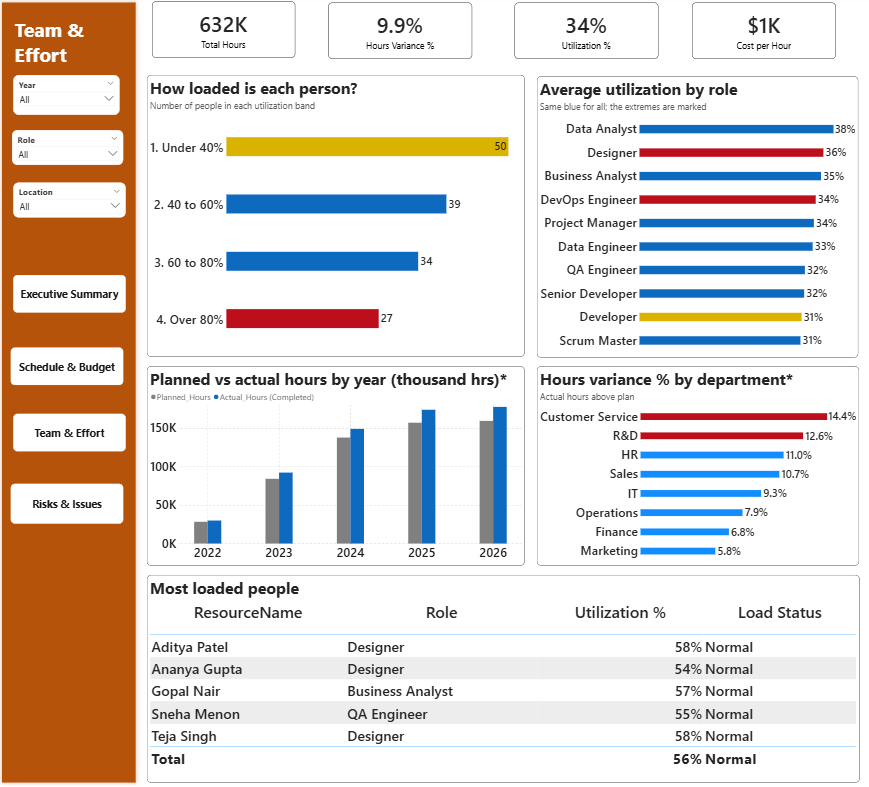 Team &
Effort
Year
All
Role
All
Location
All
Executive Summary
Schedule & Budget
Team & Effort
Risks & Issues
632K
Total Hours
9.9%
Hours Variance %
34%
Utilization %
$1K
Cost per Hour
How loaded is each person?
Number of people in each utilization band
1. Under 40% 50
2. 40 to 60% 39
3. 60 to 80% 34
4. Over 80% 27
Average utilization by role
Same blue for all; the extremes are marked
Data Analyst 38%
Designer 36%
Business Analyst 35%
DevOps Engineer 34%
Project Manager 34%
Data Engineer 33%
QA Engineer 32%
Senior Developer 32%
Developer 31%
Scrum Master 31%
Planned vs actual hours by year (thousand hrs)*
Planned_Hours Actual_Hours (Completed)
150K
100K
50K
0K
2022 2023 2024 2025 2026
Hours variance % by department*
Actual hours above plan
Customer Service 14.4%
R&D 12.6%
HR 11.0%
Sales 10.7%
IT 9.3%
Operations 7.9%
Finance 6.8%
Marketing 5.8%
Most loaded people
ResourceName Role Utilization % Load Status
Aditya Patel Designer 58% Normal
Ananya Gupta Designer 54% Normal
Gopal Nair Business Analyst 57% Normal
Sneha Menon QA Engineer 55% Normal
Teja Singh Designer 58% Normal
Total 56% Normal